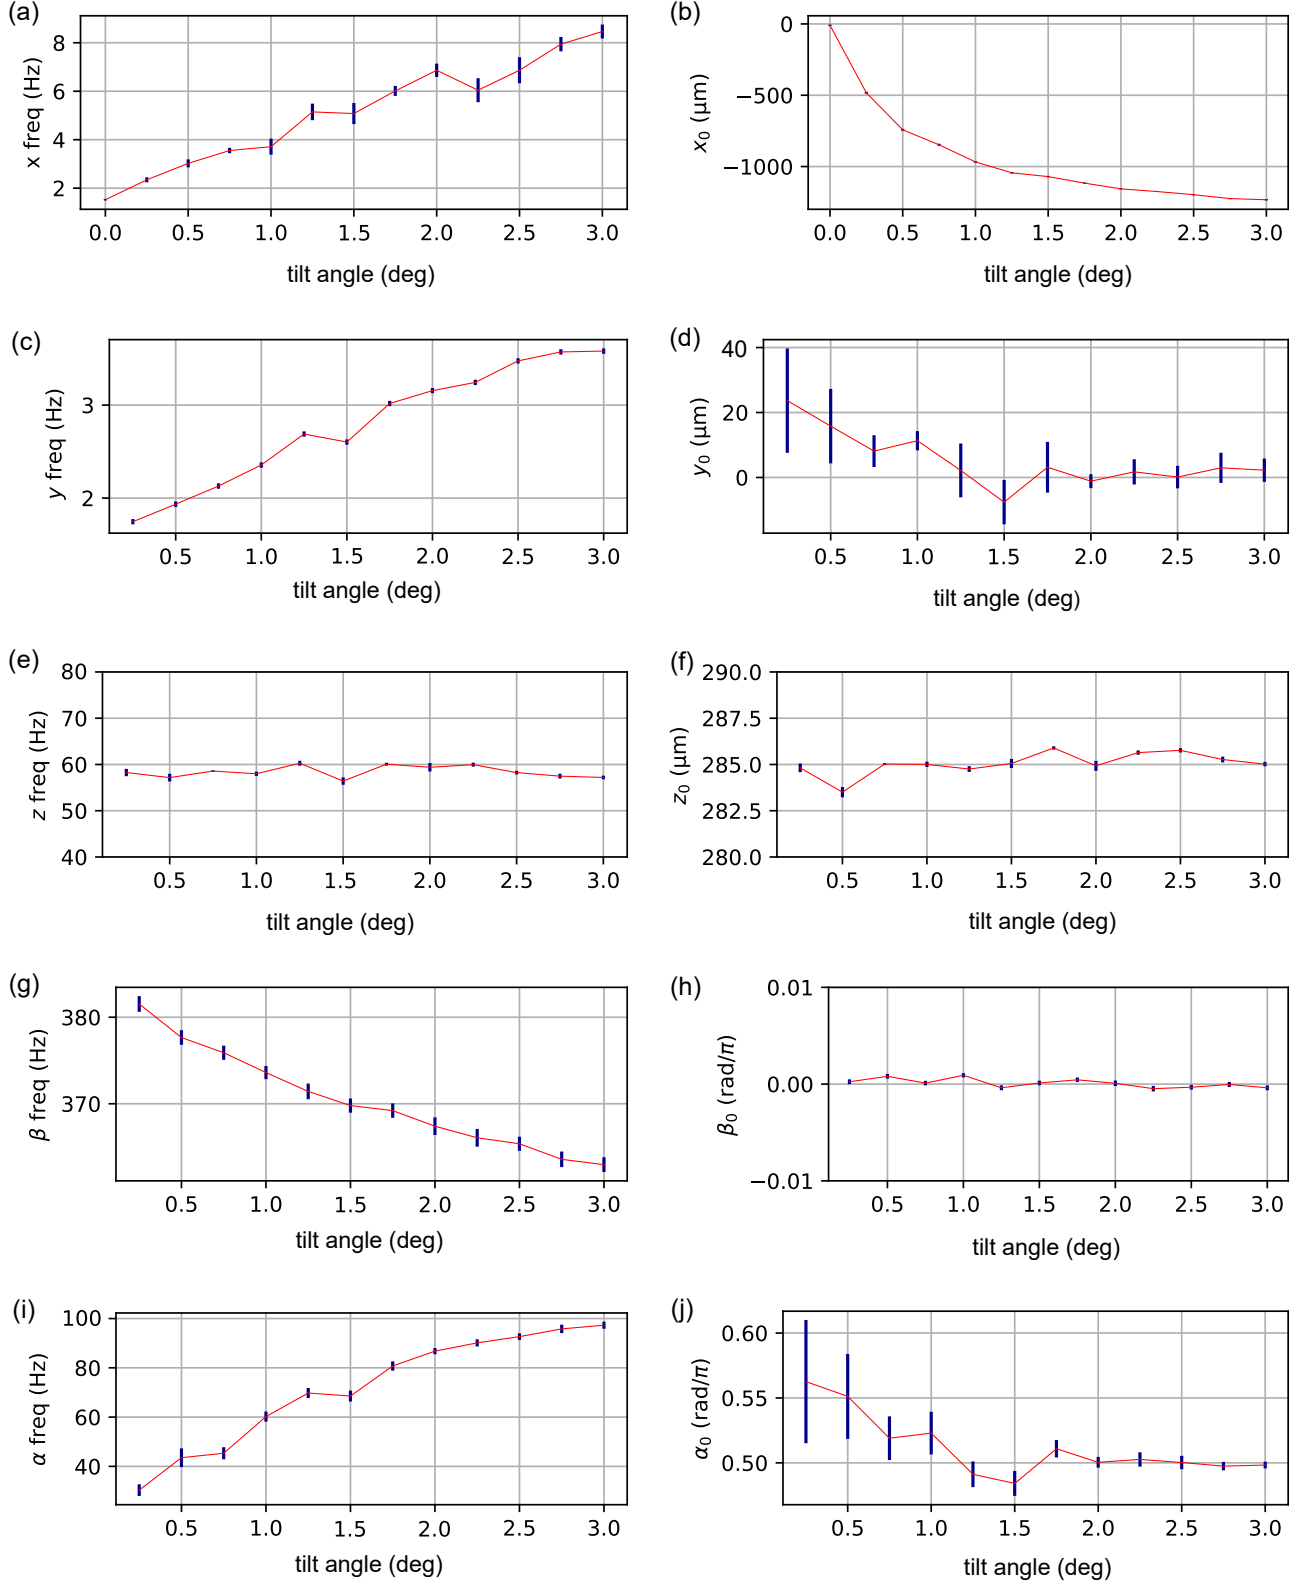 (a)
x freq (Hz)
8
6
4
2
0.0 0.5 1.0 1.5 2.0 2.5 3.0
tilt angle (deg)
(b)
x0 (μm)
0
−500
−1000
0.0 0.5 1.0 1.5 2.0 2.5 3.0
tilt angle (deg)
(c)
y freq (Hz)
3
2
0.5 1.0 1.5 2.0 2.5 3.0
tilt angle (deg)
(d)
y0 (μm)
40
20
0
0.5 1.0 1.5 2.0 2.5 3.0
tilt angle (deg)
(e)
z freq (Hz)
80
70
60
50
40
0.5 1.0 1.5 2.0 2.5 3.0
tilt angle (deg)
(f)
z0 (μm)
290.0
287.5
285.0
282.5
280.0
0.5 1.0 1.5 2.0 2.5 3.0
tilt angle (deg)
(g)
β freq (Hz)
380
370
0.5 1.0 1.5 2.0 2.5 3.0
tilt angle (deg)
(h)
β0 (rad/π)
0.01
0.00
−0.01
0.5 1.0 1.5 2.0 2.5 3.0
tilt angle (deg)
(i)
α freq (Hz)
100
80
60
40
0.5 1.0 1.5 2.0 2.5 3.0
tilt angle (deg)
(j)
α0 (rad/π)
0.60
0.55
0.50
0.5 1.0 1.5 2.0 2.5 3.0
tilt angle (deg)